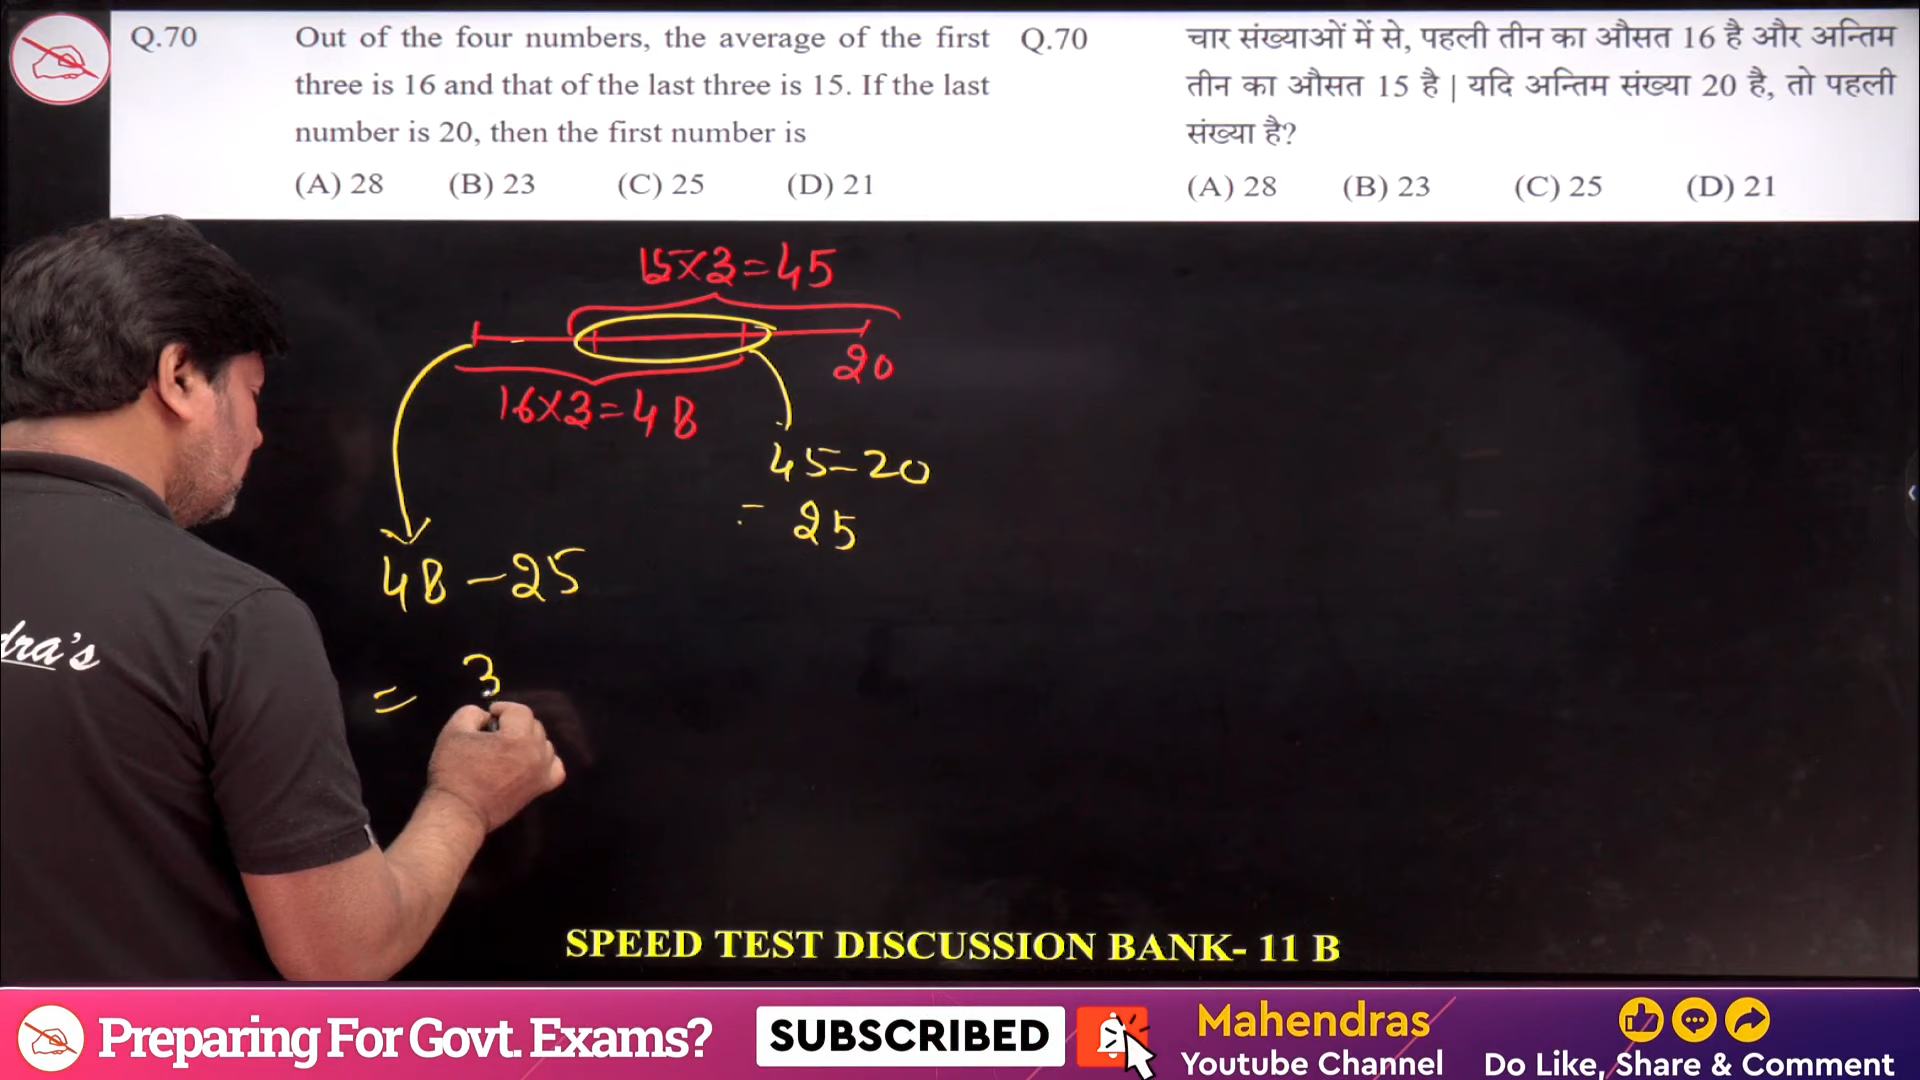 Q.70
Out of the four numbers, the average of the first
three is 16 and that of the last three is 15. If the last
number is 20, then the first number is
(A) 28 (B) 23 (C) 25 (D) 21
Q.70
चार संख्याओं में से, पहली तीन का औसत 16 है और अन्तिम
तीन का औसत 15 है | यदि अन्तिम संख्या 20 है, तो पहली
संख्या है?
(A) 28 (B) 23 (C) 25 (D) 21
15×3=45
20
16×3=48
45-20
= 25
48-25
= 3
dra's
SPEED TEST DISCUSSION BANK- 11 B
Preparing For Govt. Exams?
SUBSCRIBED
Mahendras
Youtube Channel
Do Like, Share & Comment